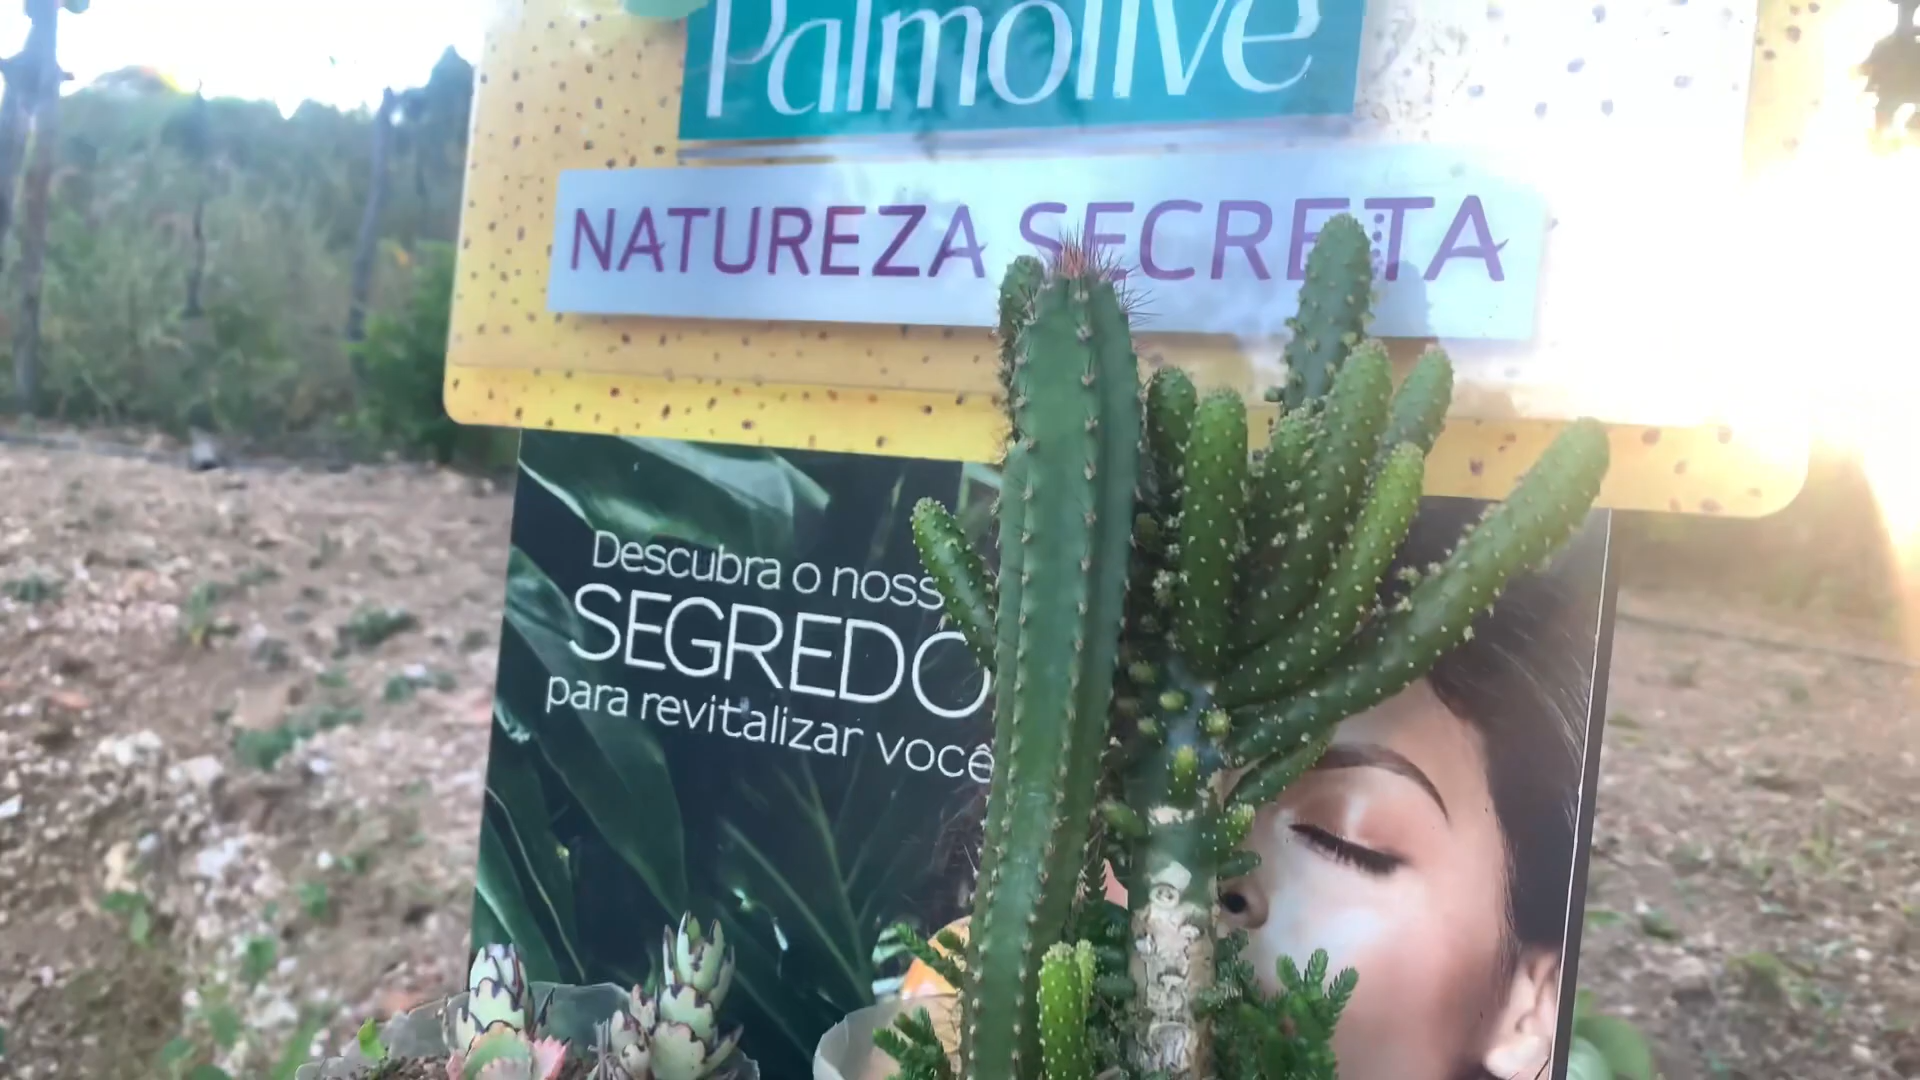 Palmolive
NATUREZA SECRETA
Descubra o noss
SEGREDO
para revitalizar você